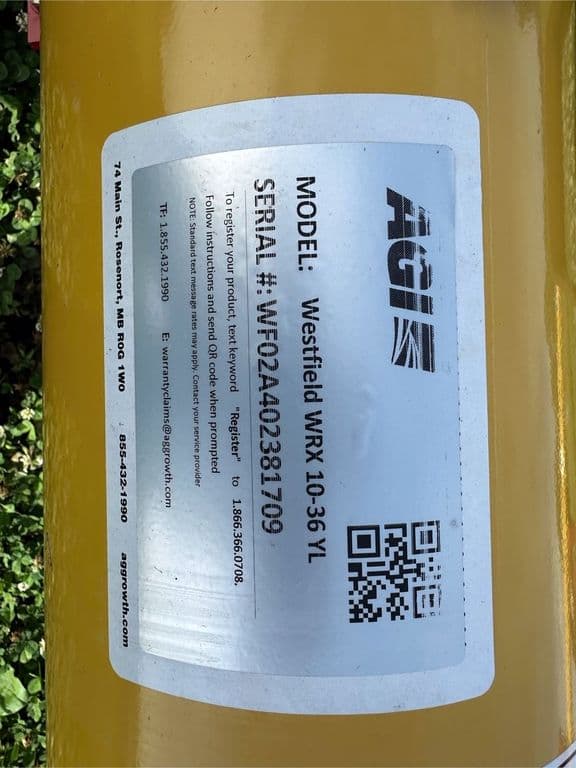 AGI
MODEL: Westfield WRX 10-36 YL
SERIAL #: WF02A402381709
To register your product, text keyword "Register" to 1.866.366.0708.
Follow instructions and send QR code when prompted
NOTE: Standard text message rates may apply. Contact your service provider
TF: 1.855.432.1990 E: warrantyclaims@aggrowth.com
74 Main St., Rosenort, MB R0G 1W0 855-432-1990 aggrowth.com